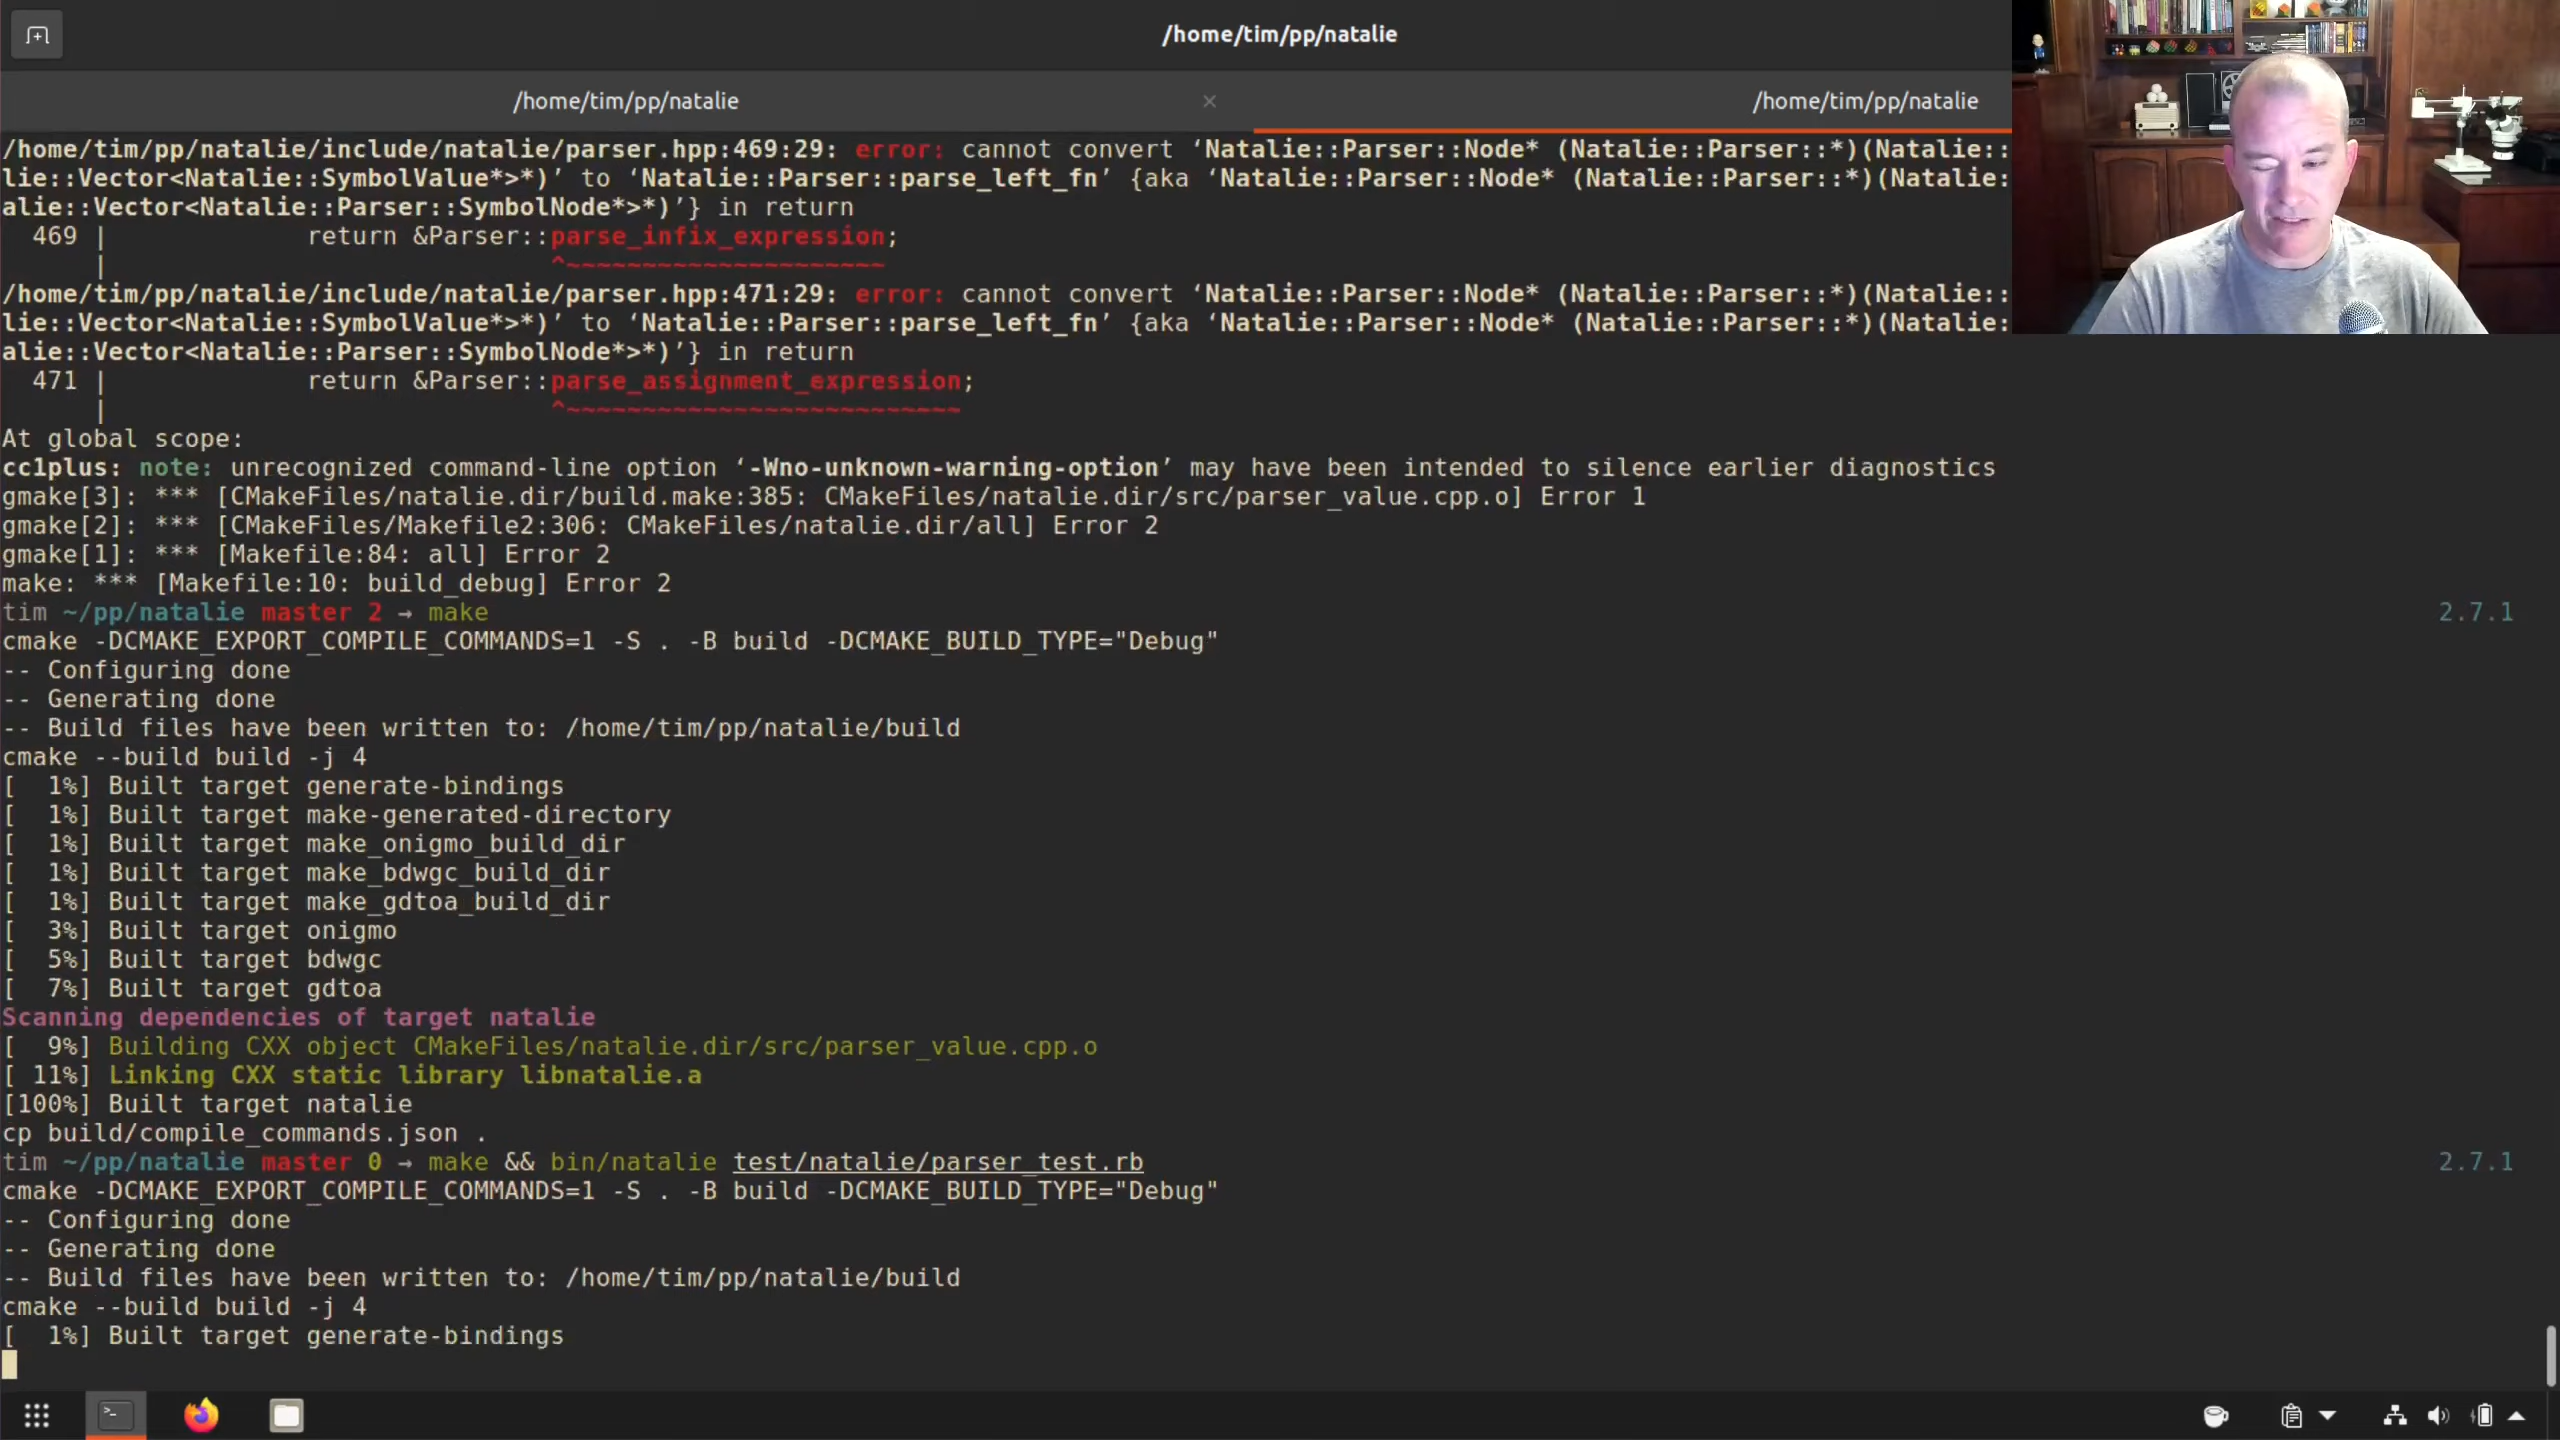 /home/tim/pp/natalie
/home/tim/pp/natalie × /home/tim/pp/natalie
/home/tim/pp/natalie/include/natalie/parser.hpp:469:29: error: cannot convert ‘Natalie::Parser::Node* (Natalie::Parser::*)(Natalie::
lie::Vector<Natalie::SymbolValue*>*)’ to ‘Natalie::Parser::parse_left_fn’ {aka ‘Natalie::Parser::Node* (Natalie::Parser::*)(Natalie:
alie::Vector<Natalie::Parser::SymbolNode*>*)’} in return
469 | return &Parser::parse_infix_expression;
| ^~~~~~~~~~~~~~~~~~~~~~
/home/tim/pp/natalie/include/natalie/parser.hpp:471:29: error: cannot convert ‘Natalie::Parser::Node* (Natalie::Parser::*)(Natalie::
lie::Vector<Natalie::SymbolValue*>*)’ to ‘Natalie::Parser::parse_left_fn’ {aka ‘Natalie::Parser::Node* (Natalie::Parser::*)(Natalie:
alie::Vector<Natalie::Parser::SymbolNode*>*)’} in return
471 | return &Parser::parse_assignment_expression;
| ^~~~~~~~~~~~~~~~~~~~~~~~~~~
At global scope:
cc1plus: note: unrecognized command-line option ‘-Wno-unknown-warning-option’ may have been intended to silence earlier diagnostics
gmake[3]: *** [CMakeFiles/natalie.dir/build.make:385: CMakeFiles/natalie.dir/src/parser_value.cpp.o] Error 1
gmake[2]: *** [CMakeFiles/Makefile2:306: CMakeFiles/natalie.dir/all] Error 2
gmake[1]: *** [Makefile:84: all] Error 2
make: *** [Makefile:10: build_debug] Error 2
tim ~/pp/natalie master 2 → make 2.7.1
cmake -DCMAKE_EXPORT_COMPILE_COMMANDS=1 -S . -B build -DCMAKE_BUILD_TYPE="Debug"
-- Configuring done
-- Generating done
-- Build files have been written to: /home/tim/pp/natalie/build
cmake --build build -j 4
[  1%] Built target generate-bindings
[  1%] Built target make-generated-directory
[  1%] Built target make_onigmo_build_dir
[  1%] Built target make_bdwgc_build_dir
[  1%] Built target make_gdtoa_build_dir
[  3%] Built target onigmo
[  5%] Built target bdwgc
[  7%] Built target gdtoa
Scanning dependencies of target natalie
[  9%] Building CXX object CMakeFiles/natalie.dir/src/parser_value.cpp.o
[ 11%] Linking CXX static library libnatalie.a
[100%] Built target natalie
cp build/compile_commands.json .
tim ~/pp/natalie master 0 → make && bin/natalie test/natalie/parser_test.rb 2.7.1
cmake -DCMAKE_EXPORT_COMPILE_COMMANDS=1 -S . -B build -DCMAKE_BUILD_TYPE="Debug"
-- Configuring done
-- Generating done
-- Build files have been written to: /home/tim/pp/natalie/build
cmake --build build -j 4
[  1%] Built target generate-bindings